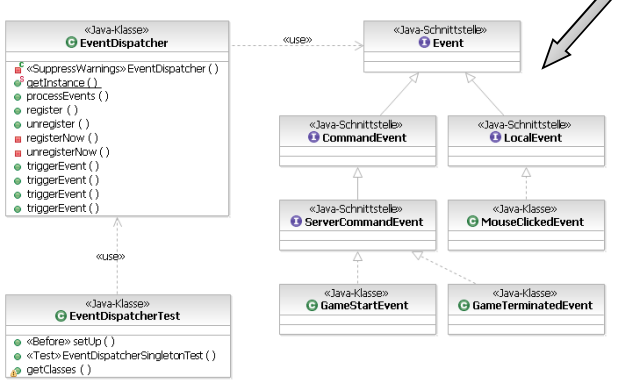 «Java-Klasse»
EventDispatcher
«SuppressWarnings» EventDispatcher ( )
getInstance ( )
processEvents ( )
register ( )
unregister ( )
registerNow ( )
unregisterNow ( )
triggerEvent ( )
triggerEvent ( )
triggerEvent ( )
triggerEvent ( )
«use»
«Java-Schnittstelle»
Event
«Java-Schnittstelle»
CommandEvent
«Java-Schnittstelle»
LocalEvent
«Java-Schnittstelle»
ServerCommandEvent
«Java-Klasse»
MouseClickedEvent
«use»
«Java-Klasse»
GameStartEvent
«Java-Klasse»
GameTerminatedEvent
«Java-Klasse»
EventDispatcherTest
«Before» setUp ( )
«Test» EventDispatcherSingletonTest ( )
getClasses ( )